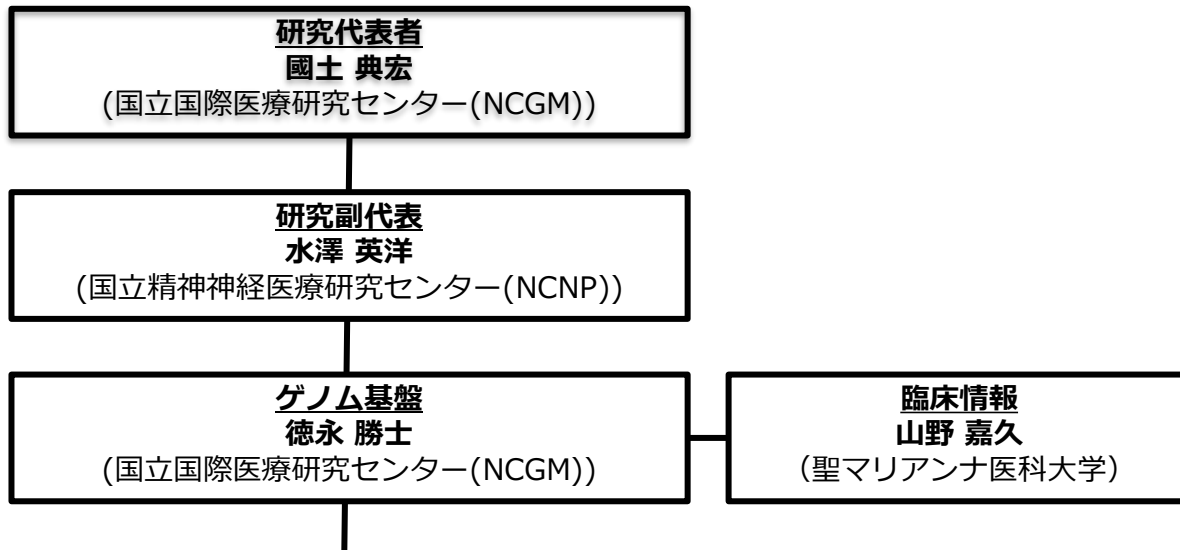 研究代表者
國土 典宏
(国立国際医療研究センター(NCGM))
研究副代表
水澤 英洋
(国立精神神経医療研究センター(NCNP))
ゲノム基盤
徳永 勝士
(国立国際医療研究センター(NCGM))
臨床情報
山野 嘉久
（聖マリアンナ医科大学）